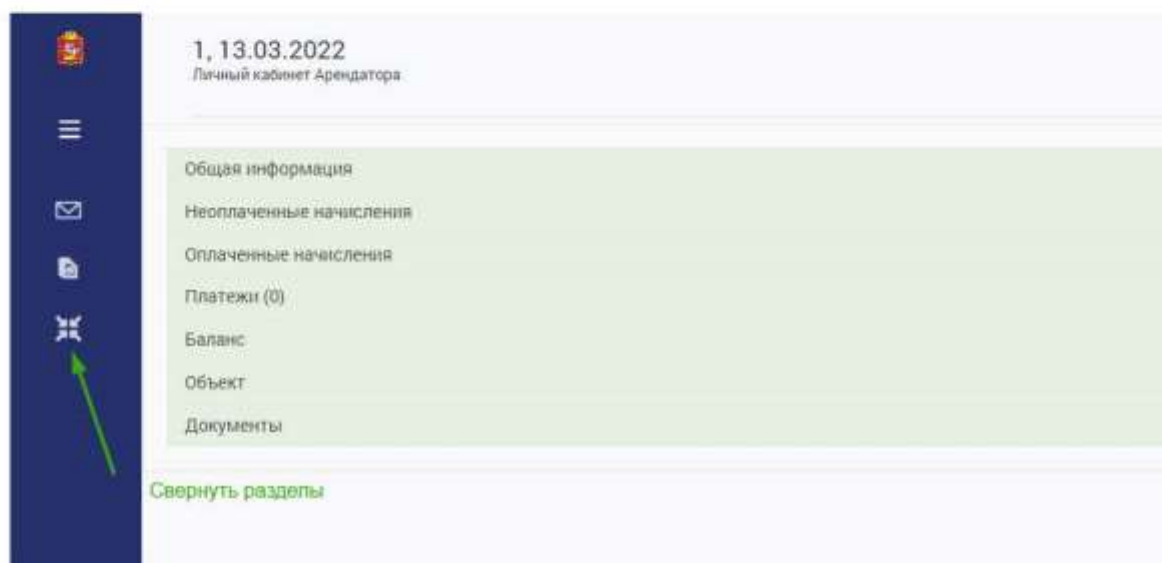 1, 13.03.2022
Личный кабинет Арендатора
Общая информация
Неоплаченные начисления
Оплаченные начисления
Платежи (0)
Баланс
Объект
Документы
Свернуть разделы